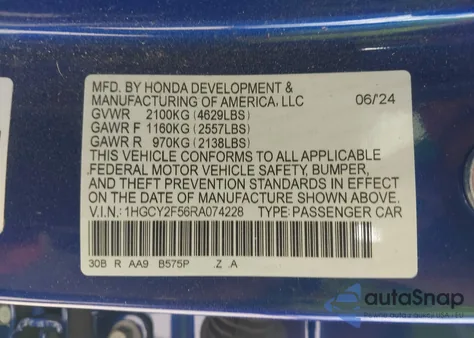 MFD. BY HONDA DEVELOPMENT &
MANUFACTURING OF AMERICA, LLC 06/24
GVWR 2100KG (4629LBS)
GAWR F 1160KG (2557LBS)
GAWR R 970KG (2138LBS)
THIS VEHICLE CONFORMS TO ALL APPLICABLE
FEDERAL MOTOR VEHICLE SAFETY, BUMPER,
AND THEFT PREVENTION STANDARDS IN EFFECT
ON THE DATE OF MANUFACTURE SHOWN ABOVE.
V.I.N.: 1HGCY2F56RA074228 TYPE: PASSENGER CAR
30B R AA9 B575P .Z .A
autoSnap